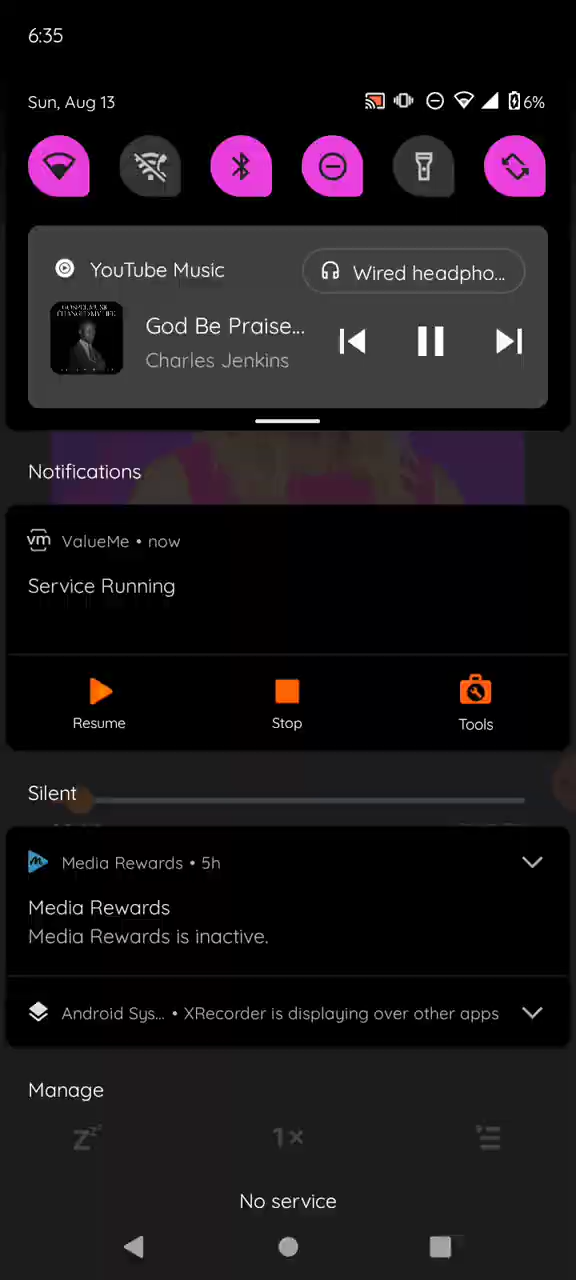 6:35
Sun, Aug 13
6%
YouTube Music
Wired headpho...
God Be Praise...
Charles Jenkins
Notifications
vm ValueMe • now
Service Running
Resume
Stop
Tools
Silent
Media Rewards • 5h
Media Rewards
Media Rewards is inactive.
Android Sys... • XRecorder is displaying over other apps
Manage
zzz
1×
No service